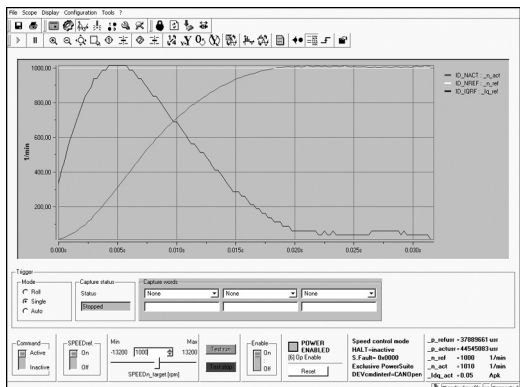 File Scope Display Configuration Tools ?
1000,00
800,00
600,00
400,00
200,00
1/min
0.000s 0.005s 0.010s 0.015s 0.020s 0.025s 0.030s
IO_NACT : _n_act
IO_NREF : _n_ref
IO_IQRF : _Iq_ref
Trigger
Mode
Roll
Single
Auto
Capture status
Status
Stopped
Capture words
None None None
Command
Active
Inactive
SPEEDref.
On
Off
Min Max
-13200 1000 13200
SPEEDn_target [rpm]
Test run
Test stop
Enable
On
Off
POWER
ENABLED
[6] Op Enable
Reset
Speed control mode
HALT=inactive
S.Fault= 0x0000
Exclusive PowerSuite
DEVcmdinterf=CANOpen
_p_refusr =37889661 usr
_p_actusr =44545083 usr
_n_ref =1000 1/min
_n_act =1010 1/min
_Idq_act =0.05 Apk